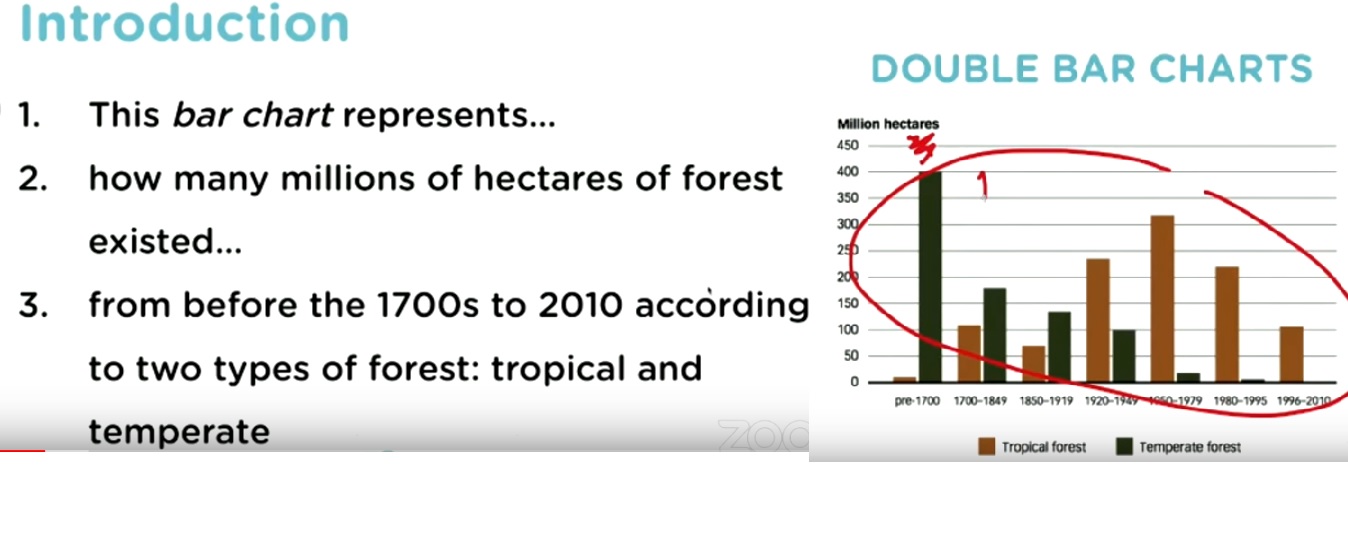 Introduction
1. This bar chart represents...
2. how many millions of hectares of forest
existed...
3. from before the 1700s to 2010 according
to two types of forest: tropical and
temperate
DOUBLE BAR CHARTS
Million hectares
450
400
350
300
250
200
150
100
50
0
pre-1700 1700–1849 1850–1919 1920–1949 1950–1979 1980–1995 1996–2010
Tropical forest Temperate forest